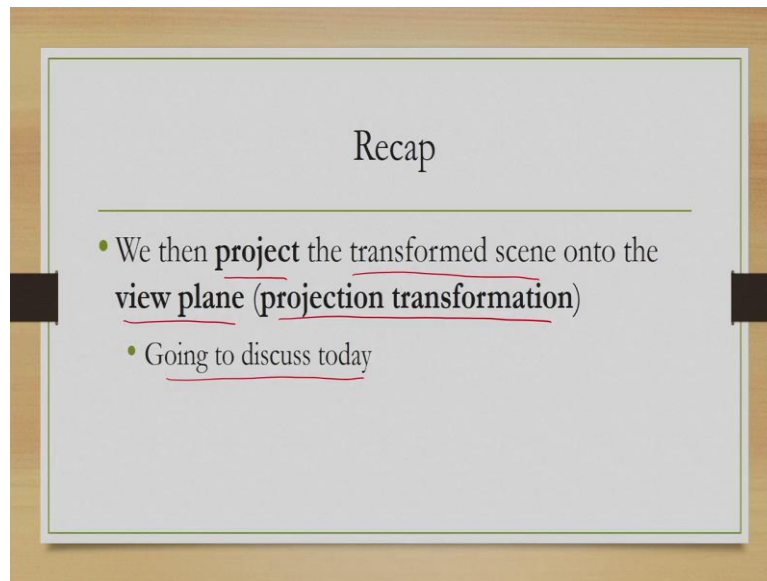 Recap
• We then project the transformed scene onto the
view plane (projection transformation)
• Going to discuss today